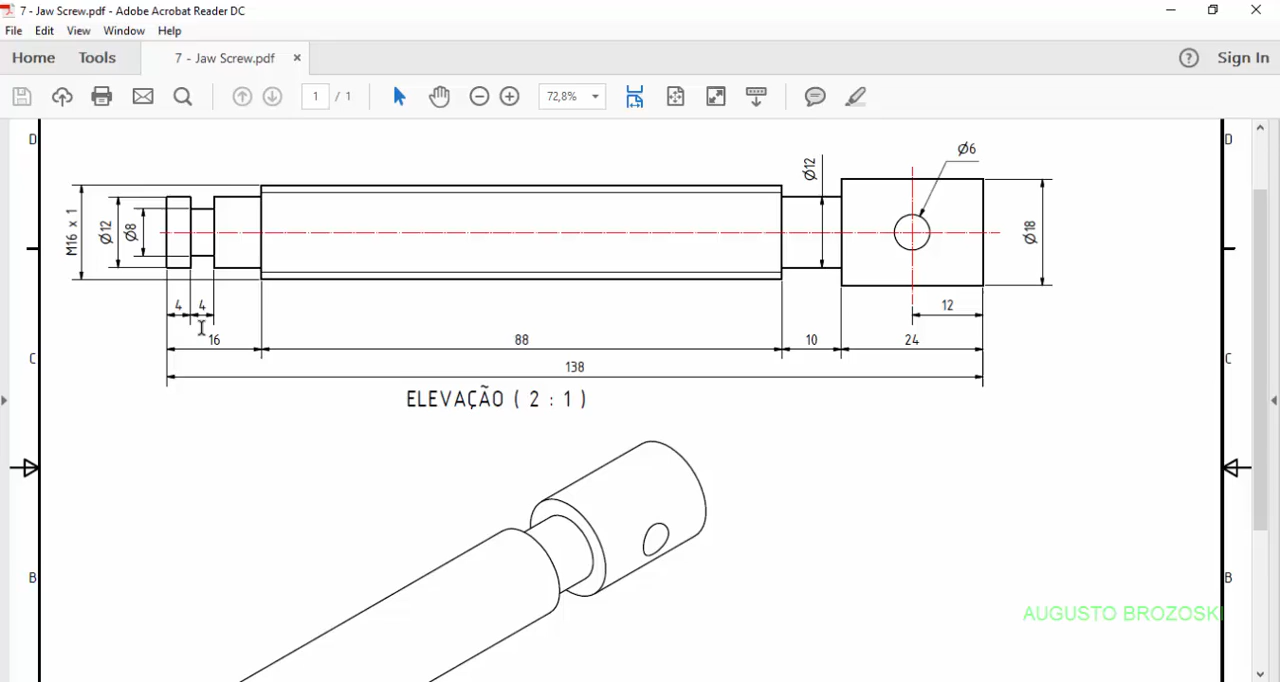 7 - Jaw Screw.pdf - Adobe Acrobat Reader DC
File Edit View Window Help
Home Tools 7 - Jaw Screw.pdf × ? Sign In
1 / 1 72,8%
D D
Ø6
Ø12
M16 x 1 Ø12 Ø8 Ø18
4 4 12
16 88 10 24
C C
138
ELEVAÇÃO ( 2 : 1 )
B B
AUGUSTO BROZOSKI